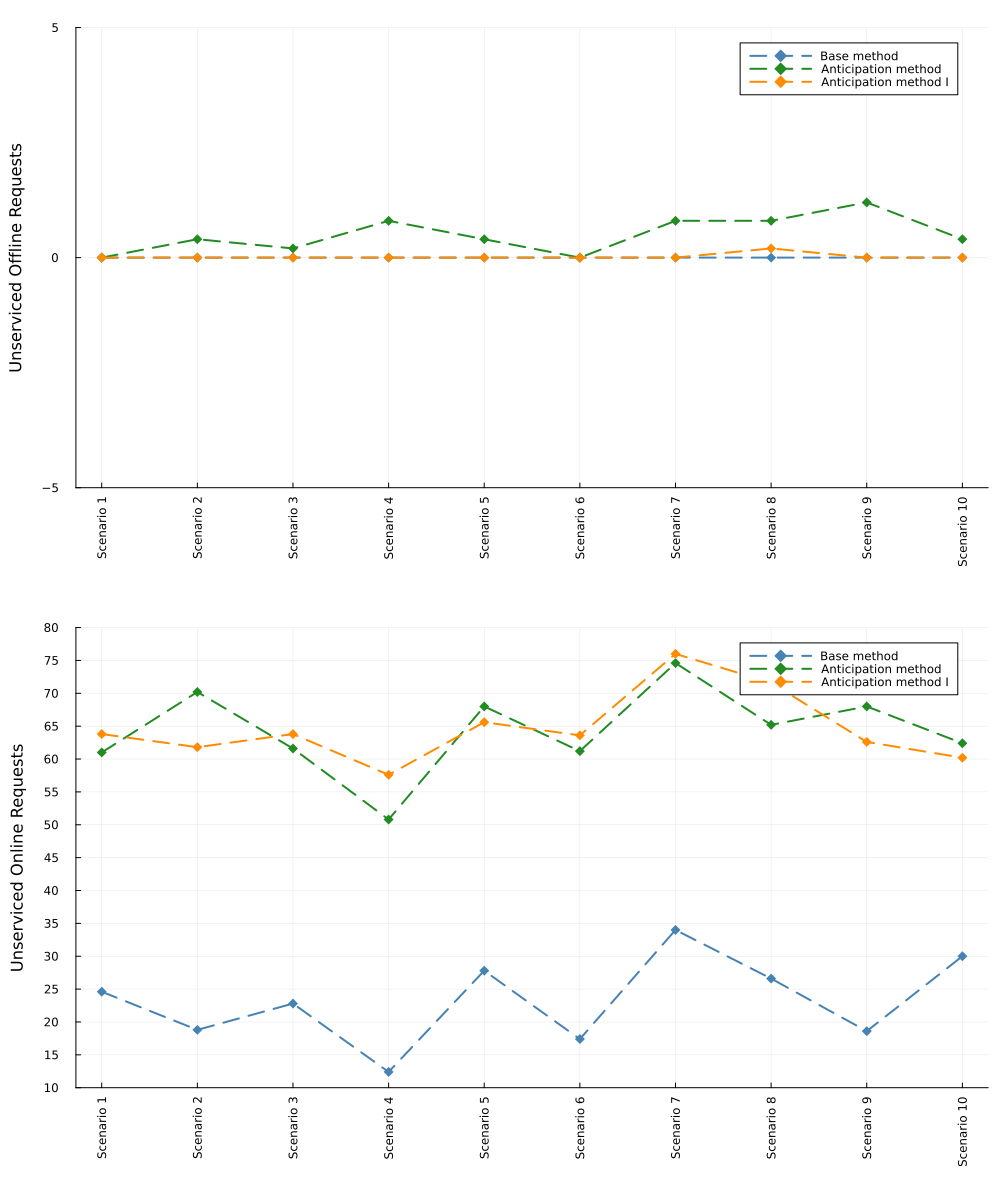 5
0
−5
Unserviced Offline Requests
Base method
Anticipation method
Anticipation method I
Scenario 1
Scenario 2
Scenario 3
Scenario 4
Scenario 5
Scenario 6
Scenario 7
Scenario 8
Scenario 9
Scenario 10
80
75
70
65
60
55
50
45
40
35
30
25
20
15
10
Unserviced Online Requests
Base method
Anticipation method
Anticipation method I
Scenario 1
Scenario 2
Scenario 3
Scenario 4
Scenario 5
Scenario 6
Scenario 7
Scenario 8
Scenario 9
Scenario 10